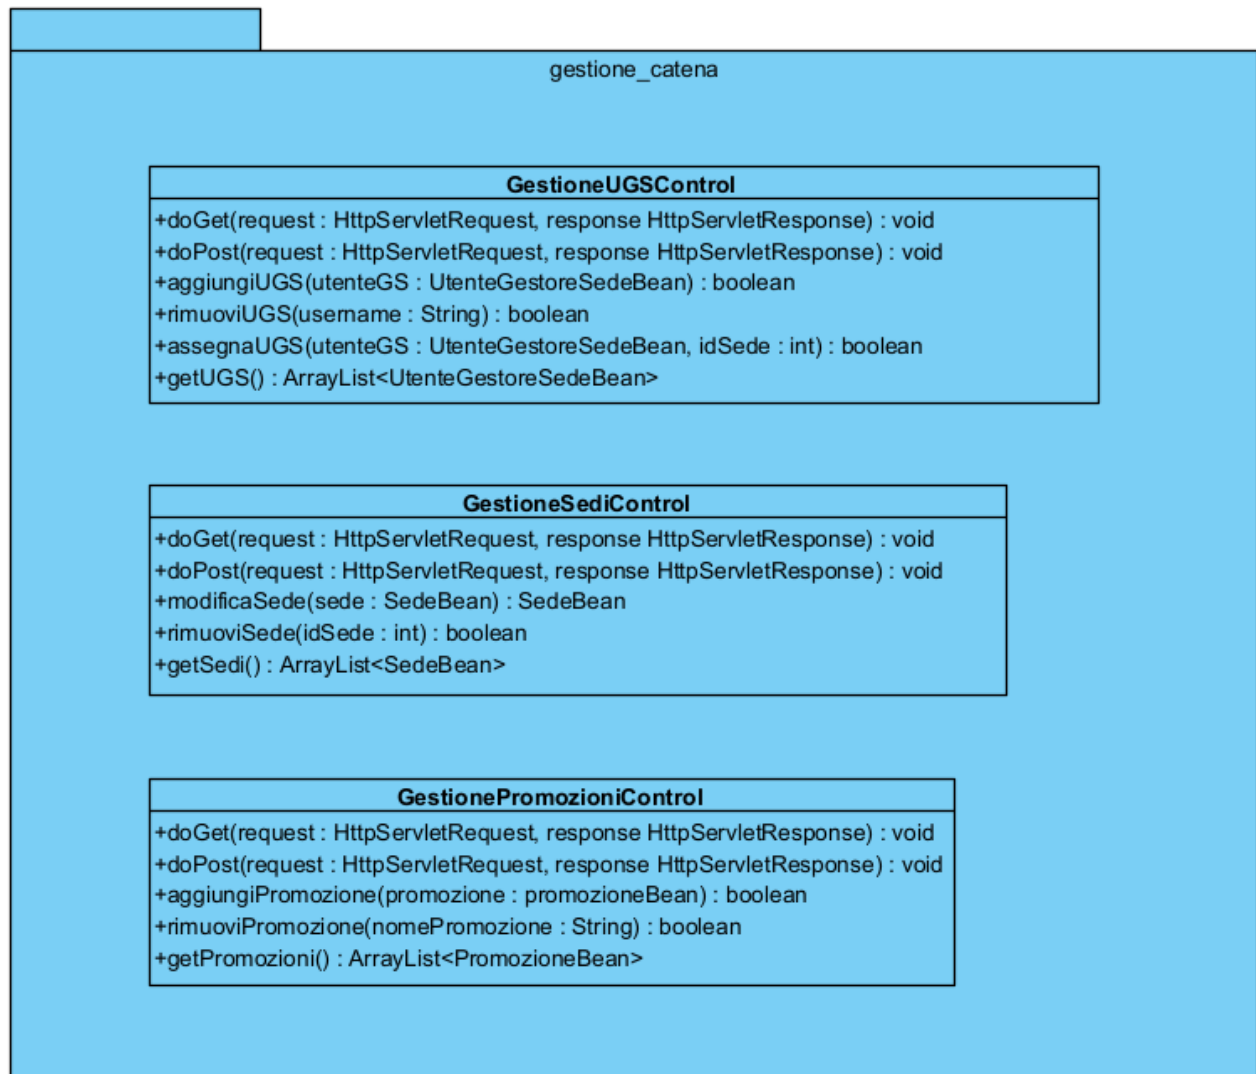 gestione_catena
GestioneUGSControl
+doGet(request : HttpServletRequest, response HttpServletResponse) : void
+doPost(request : HttpServletRequest, response HttpServletResponse) : void
+aggiungiUGS(utenteGS : UtenteGestoreSedeBean) : boolean
+rimuoviUGS(username : String) : boolean
+assegnaUGS(utenteGS : UtenteGestoreSedeBean, idSede : int) : boolean
+getUGS() : ArrayList<UtenteGestoreSedeBean>
GestioneSediControl
+doGet(request : HttpServletRequest, response HttpServletResponse) : void
+doPost(request : HttpServletRequest, response HttpServletResponse) : void
+modificaSede(sede : SedeBean) : SedeBean
+rimuoviSede(idSede : int) : boolean
+getSedi() : ArrayList<SedeBean>
GestionePromozioniControl
+doGet(request : HttpServletRequest, response HttpServletResponse) : void
+doPost(request : HttpServletRequest, response HttpServletResponse) : void
+aggiungiPromozione(promozione : promozioneBean) : boolean
+rimuoviPromozione(nomePromozione : String) : boolean
+getPromozioni() : ArrayList<PromozioneBean>